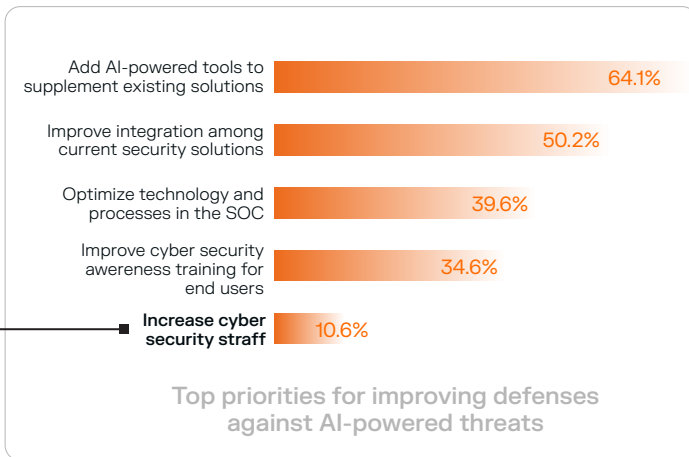 Add AI-powered tools to
supplement existing solutions
64.1%
Improve integration among
current security solutions
50.2%
Optimize technology and
processes in the SOC
39.6%
Improve cyber security
awereness training for
end users
34.6%
Increase cyber
security straff
10.6%
Top priorities for improving defenses
against AI-powered threats